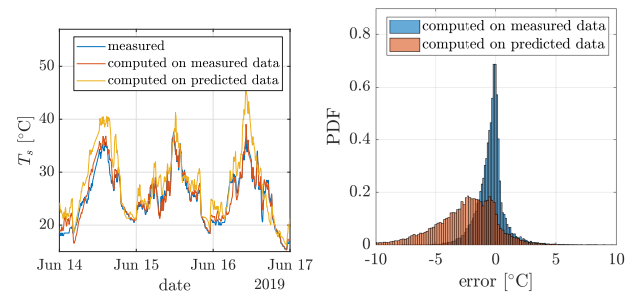 measured
computed on measured data
computed on predicted data
50
40
30
20
T_s [°C]
Jun 14
Jun 15
Jun 16
Jun 17
date
2019
computed on measured data
computed on predicted data
0.8
0.6
0.4
0.2
0
PDF
-10
-5
0
5
10
error [°C]